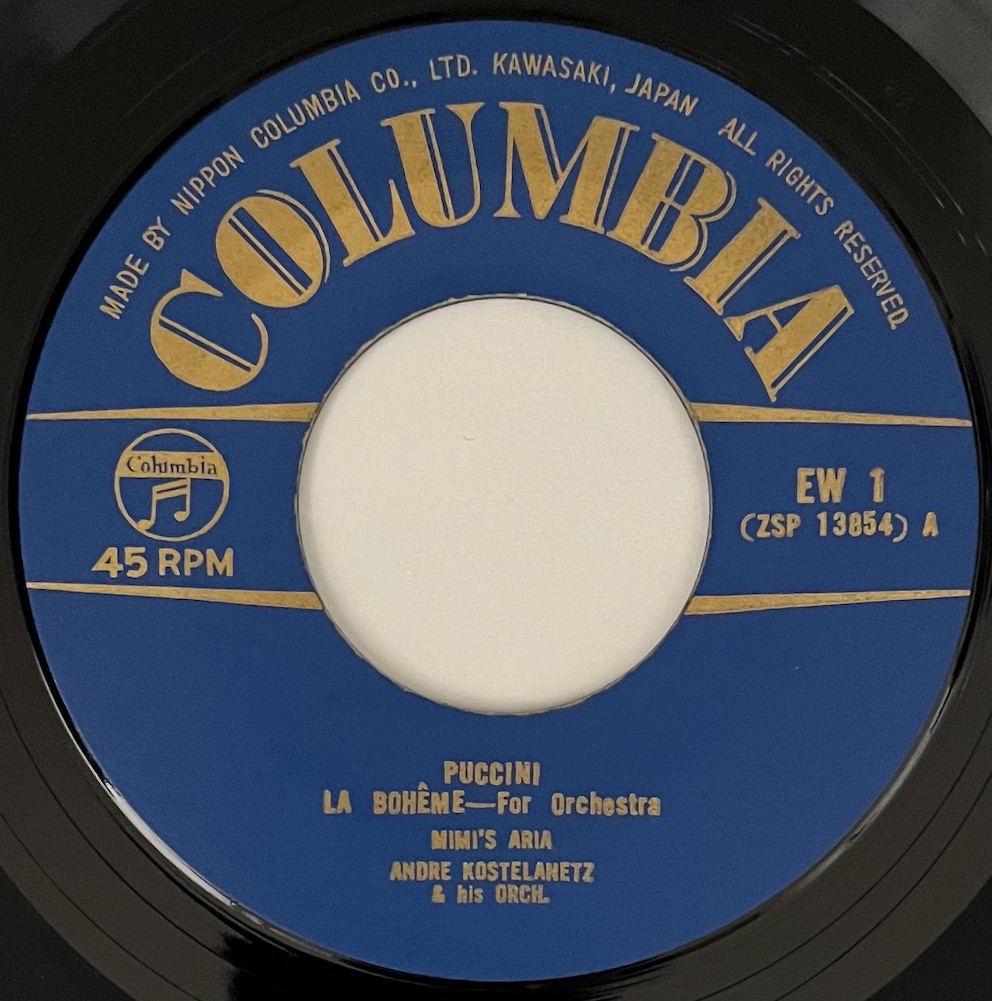 MADE BY NIPPON COLUMBIA CO., LTD. KAWASAKI, JAPAN ALL RIGHTS RESERVED
COLUMBIA
Columbia
45 RPM
EW 1
(ZSP 13854) A
PUCCINI
LA BOHÊME—For Orchestra
MIMI'S ARIA
ANDRE KOSTELANETZ
& his ORCH.